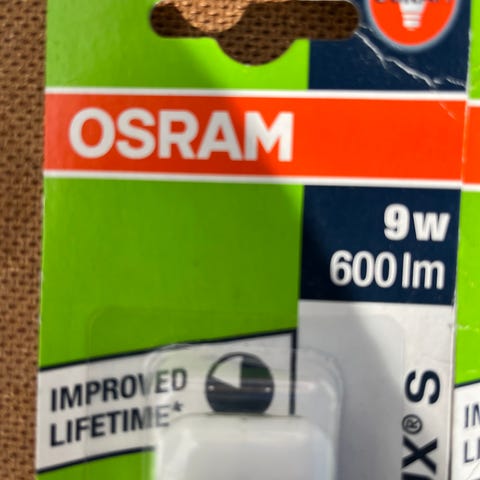 OSRAM
9w
600 lm
IMPROVED
LIFETIME*
® S